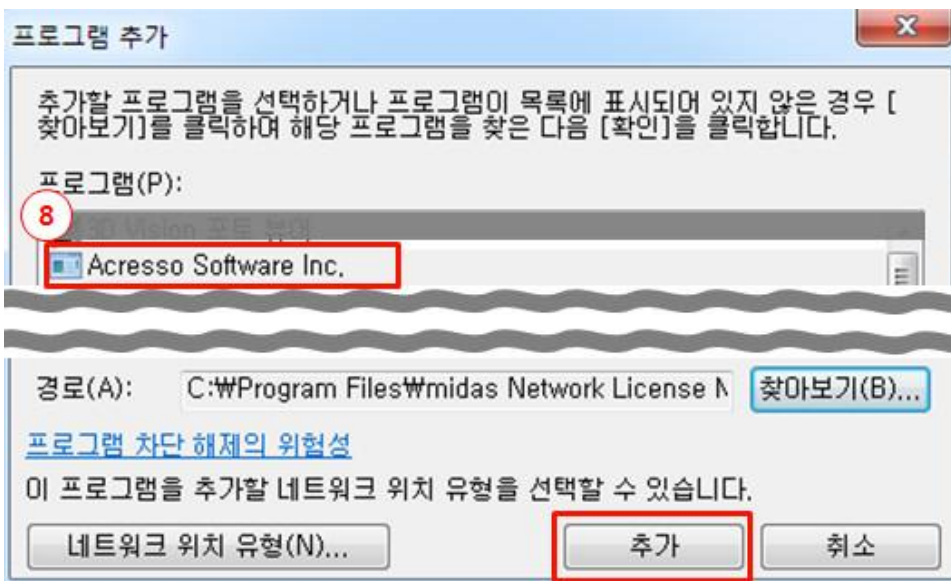 프로그램 추가
추가할 프로그램을 선택하거나 프로그램이 목록에 표시되어 있지 않은 경우 [
찾아보기]를 클릭하여 해당 프로그램을 찾은 다음 [확인]을 클릭합니다.
프로그램(P):
8
3D Vision 포토 뷰어
Acresso Software Inc.
경로(A): C:₩Program Files₩midas Network License 찾아보기(B)...
프로그램 차단 해제의 위험성
이 프로그램을 추가할 네트워크 위치 유형을 선택할 수 있습니다.
네트워크 위치 유형(N)... 추가 취소